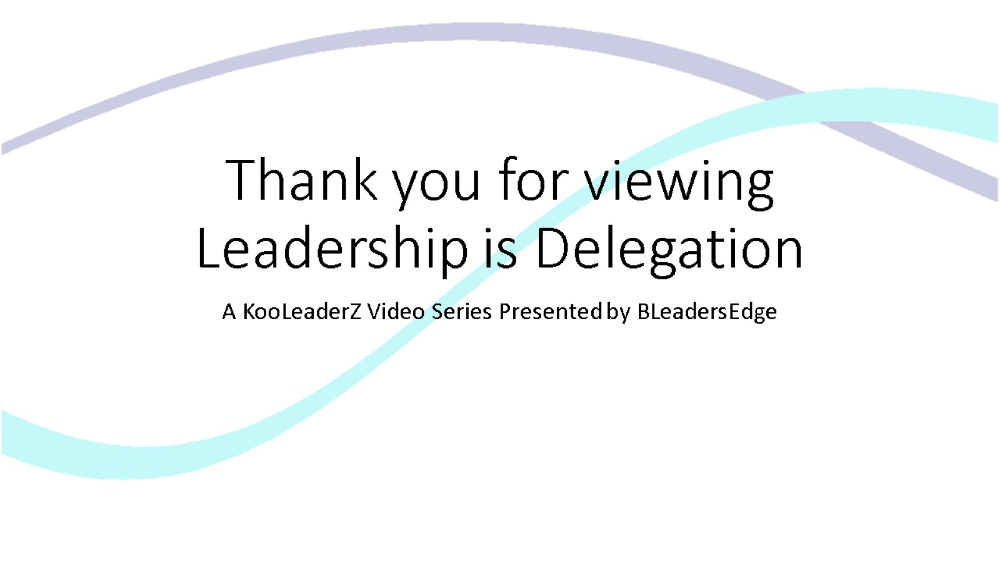 Thank you for viewing
Leadership is Delegation
A KooLeaderZ Video Series Presented by BLeadersEdge